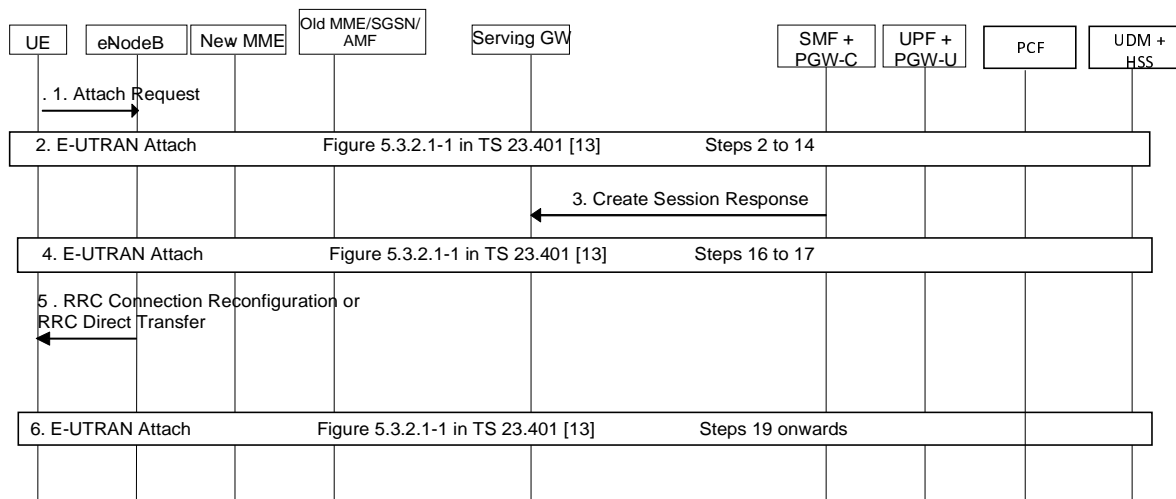 UE
eNodeB
New MME
Old MME/SGSN/
AMF
Serving GW
SMF +
PGW-C
UPF +
PGW-U
PCF
UDM +
HSS
. 1. Attach Request
2. E-UTRAN Attach Figure 5.3.2.1-1 in TS 23.401 [13] Steps 2 to 14
3. Create Session Response
4. E-UTRAN Attach Figure 5.3.2.1-1 in TS 23.401 [13] Steps 16 to 17
5 . RRC Connection Reconfiguration or
RRC Direct Transfer
6. E-UTRAN Attach Figure 5.3.2.1-1 in TS 23.401 [13] Steps 19 onwards